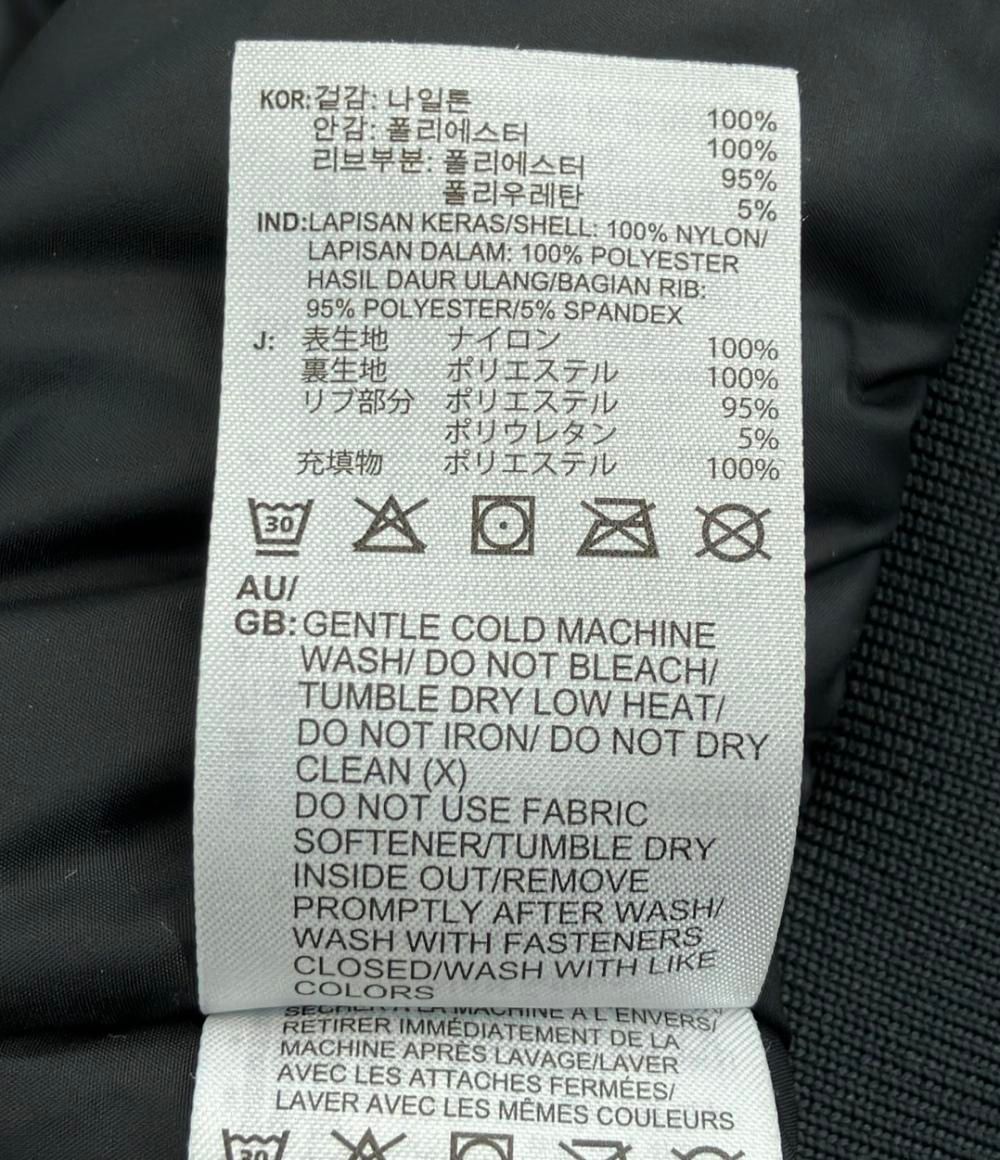 KOR:겉감: 나일론 100%
안감: 폴리에스터 100%
리브부분: 폴리에스터 95%
폴리우레탄 5%
IND:LAPISAN KERAS/SHELL: 100% NYLON/
LAPISAN DALAM: 100% POLYESTER
HASIL DAUR ULANG/BAGIAN RIB:
95% POLYESTER/5% SPANDEX
J: 表生地 ナイロン 100%
裏生地 ポリエステル 100%
リブ部分 ポリエステル 95%
ポリウレタン 5%
充填物 ポリエステル 100%
30
AU/
GB:GENTLE COLD MACHINE
WASH/ DO NOT BLEACH/
TUMBLE DRY LOW HEAT/
DO NOT IRON/ DO NOT DRY
CLEAN (X)
DO NOT USE FABRIC
SOFTENER/TUMBLE DRY
INSIDE OUT/REMOVE
PROMPTLY AFTER WASH/
WASH WITH FASTENERS
CLOSED/WASH WITH LIKE
COLORS
SÉCHER À LA MACHINE À L'ENVERS/
RETIRER IMMÉDIATEMENT DE LA
MACHINE APRÈS LAVAGE/LAVER
AVEC LES ATTACHES FERMÉES/
LAVER AVEC LES MÊMES COULEURS
30